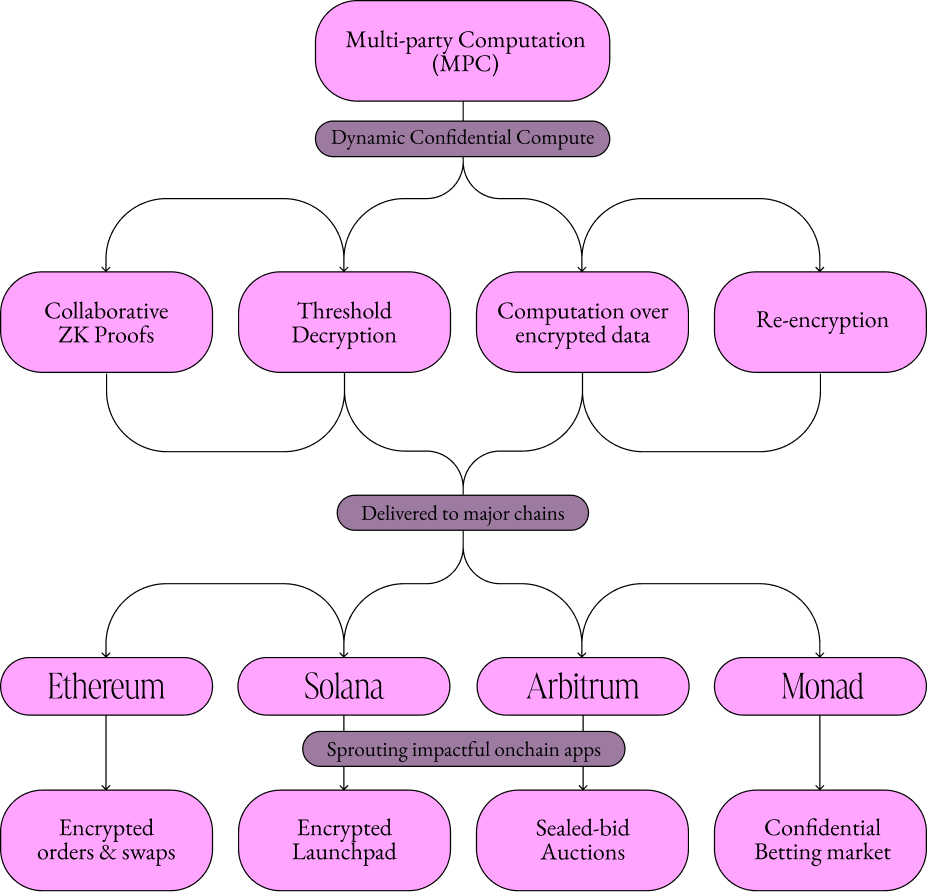 Multi-party Computation
(MPC)
Dynamic Confidential Compute
Collaborative
ZK Proofs
Threshold
Decryption
Computation over
encrypted data
Re-encryption
Delivered to major chains
Ethereum
Solana
Arbitrum
Monad
Sprouting impactful onchain apps
Encrypted
orders & swaps
Encrypted
Launchpad
Sealed-bid
Auctions
Confidential
Betting market